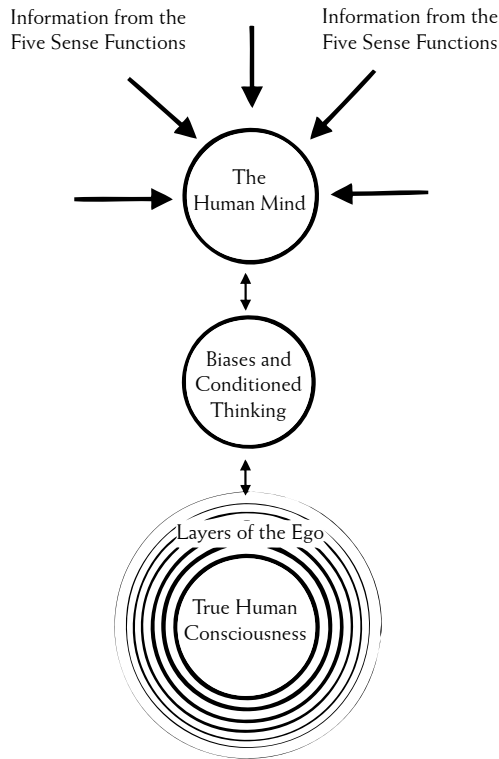 Information from the
Five Sense Functions
Information from the
Five Sense Functions
The
Human Mind
Biases and
Conditioned
Thinking
Layers of the Ego
True Human
Consciousness